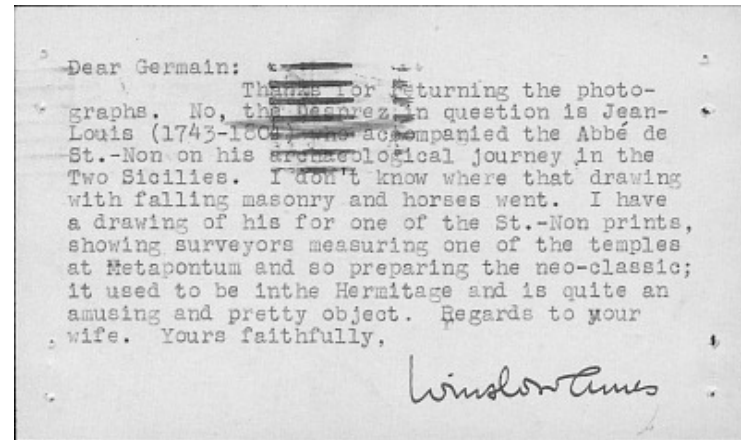 Dear Germain:
Thanks for returning the photo-
graphs. No, the Desprez in question is Jean-
Louis (1743-1804) who accompanied the Abbé de
St.-Non on his archaeological journey in the
Two Sicilies. I don't know where that drawing
with falling masonry and horses went. I have
a drawing of his for one of the St.-Non prints,
showing surveyors measuring one of the temples
at Metapontum and so preparing the neo-classic;
it used to be inthe Hermitage and is quite an
amusing and pretty object. Regards to your
wife. Yours faithfully,
Winslow Ames